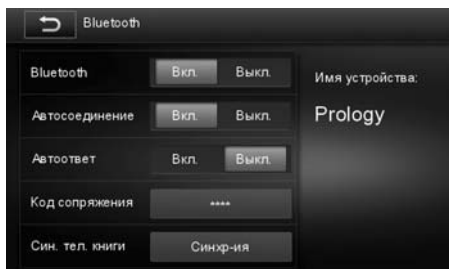 Bluetooth
Bluetooth Вкл. Выкл.
Имя устройства:
Автосоединение Вкл. Выкл.
Prology
Автоответ Вкл. Выкл.
Код сопряжения ****
Син. тел. книги Синхр-ия